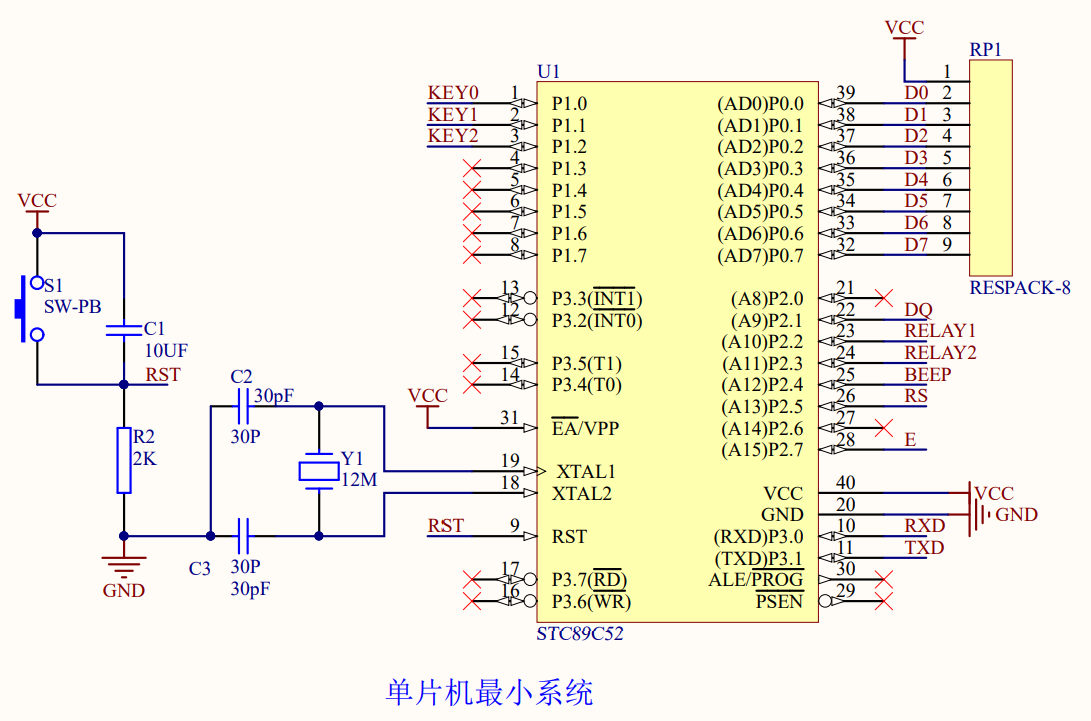 VCC
S1
SW-PB
C1
10UF
RST
R2
2K
GND
C2
30pF
30P
Y1
12M
C3
30P
30pF
VCC
RST
U1
KEY0 1 P1.0
KEY1 2 P1.1
KEY2 3 P1.2
4 P1.3
5 P1.4
6 P1.5
7 P1.6
8 P1.7
13 P3.3(INT1)
12 P3.2(INT0)
15 P3.5(T1)
14 P3.4(T0)
31 EA/VPP
19 XTAL1
18 XTAL2
9 RST
17 P3.7(RD)
16 P3.6(WR)
(AD0)P0.0 39 D0 2
(AD1)P0.1 38 D1 3
(AD2)P0.2 37 D2 4
(AD3)P0.3 36 D3 5
(AD4)P0.4 35 D4 6
(AD5)P0.5 34 D5 7
(AD6)P0.6 33 D6 8
(AD7)P0.7 32 D7 9
(A8)P2.0 21
(A9)P2.1 22 DQ
(A10)P2.2 23 RELAY1
(A11)P2.3 24 RELAY2
(A12)P2.4 25 BEEP
(A13)P2.5 26 RS
(A14)P2.6 27
(A15)P2.7 28 E
VCC 40 VCC
GND 20 GND
(RXD)P3.0 10 RXD
(TXD)P3.1 11 TXD
ALE/PROG 30
PSEN 29
STC89C52
VCC
RP1
1
RESPACK-8
单片机最小系统